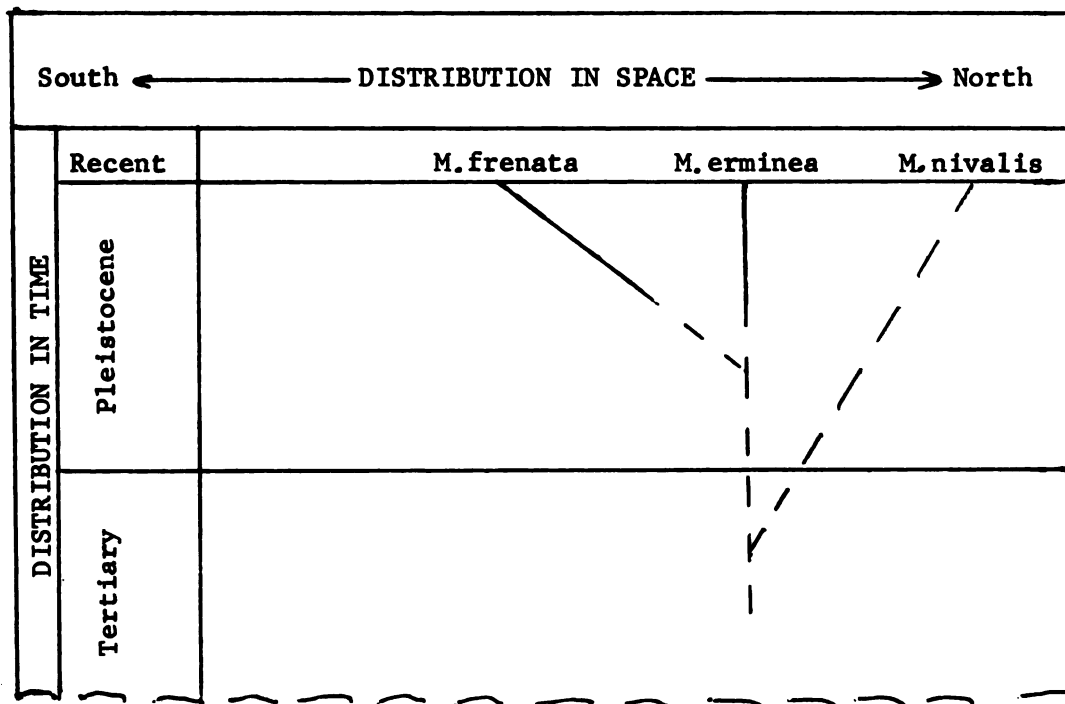 South DISTRIBUTION IN SPACE North
Recent M.frenata M.erminea M.nivalis
DISTRIBUTION IN TIME
Pleistocene
Tertiary